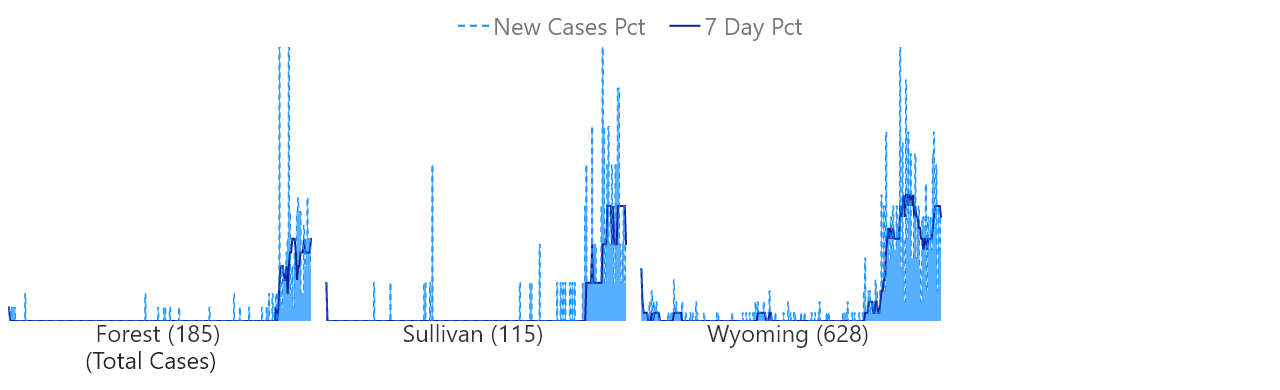 New Cases Pct 7 Day Pct
Forest (185) Sullivan (115) Wyoming (628)
(Total Cases)